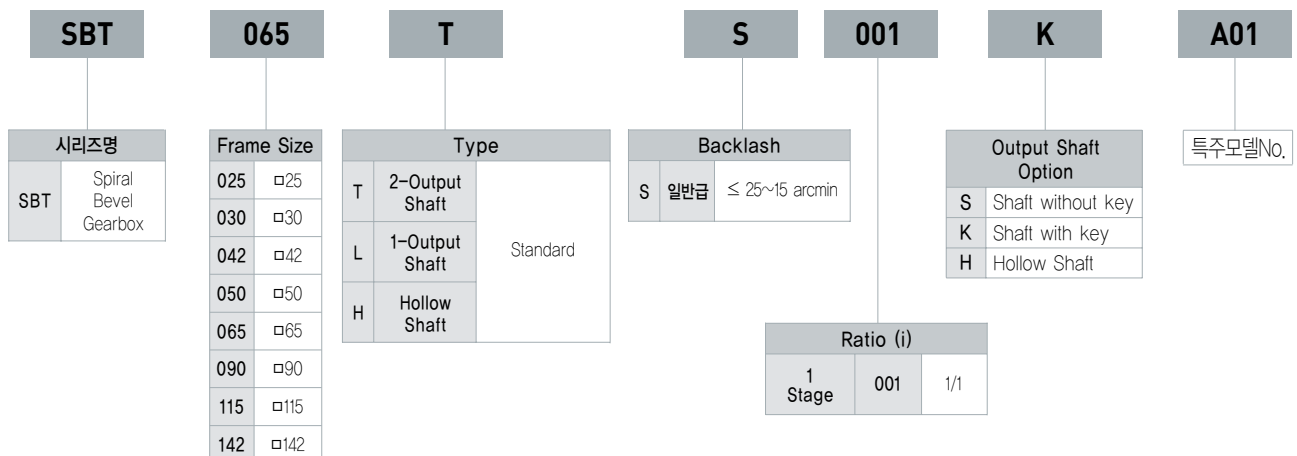 SBT 065 T S 001 K A01
시리즈명
SBT
Spiral
Bevel
Gearbox
Frame Size
025 □25
030 □30
042 □42
050 □50
065 □65
090 □90
115 □115
142 □142
Type
T
2-Output
Shaft
L
1-Output
Shaft
H
Hollow
Shaft
Standard
Backlash
S 일반급 ≤ 25~15 arcmin
Ratio (i)
1
Stage
001 1/1
Output Shaft
Option
S Shaft without key
K Shaft with key
H Hollow Shaft
특주모델No.